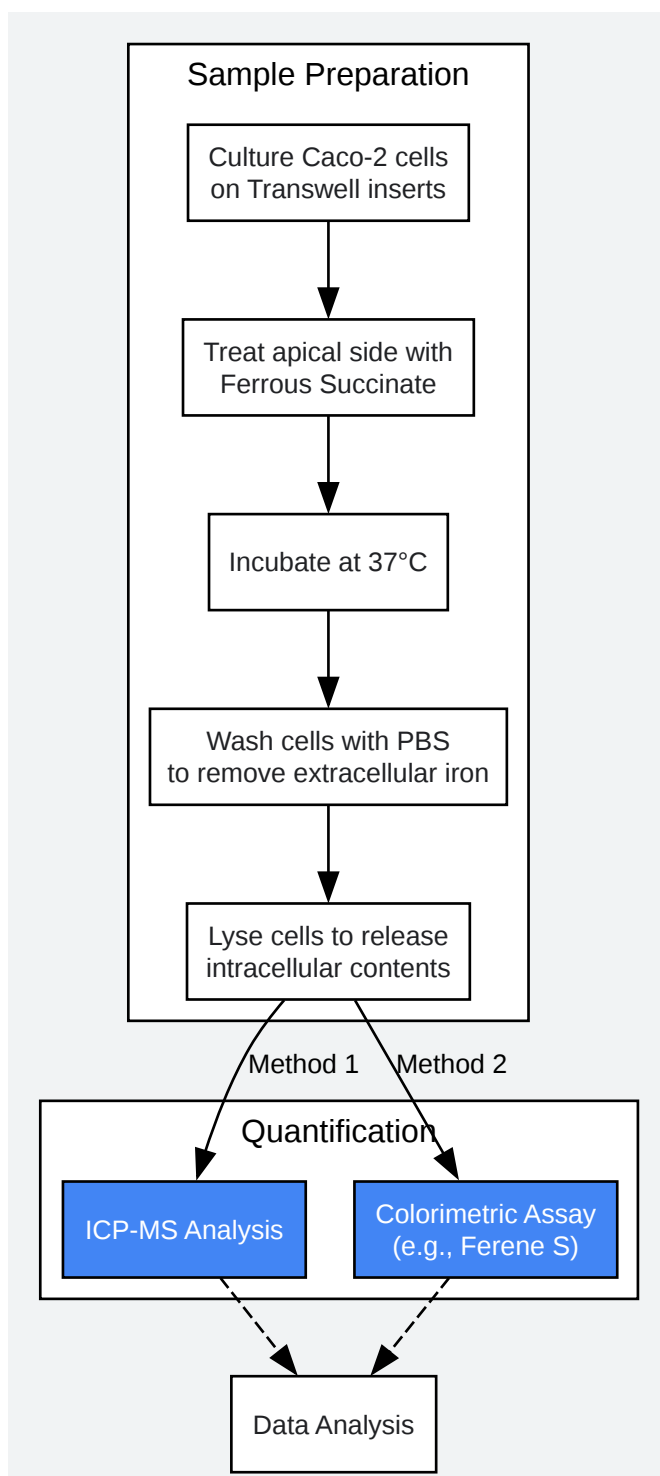 Sample Preparation
Culture Caco-2 cells
on Transwell inserts
Treat apical side with
Ferrous Succinate
Incubate at 37°C
Wash cells with PBS
to remove extracellular iron
Lyse cells to release
intracellular contents
Method 1
Method 2
Quantification
ICP-MS Analysis
Colorimetric Assay
(e.g., Ferene S)
Data Analysis